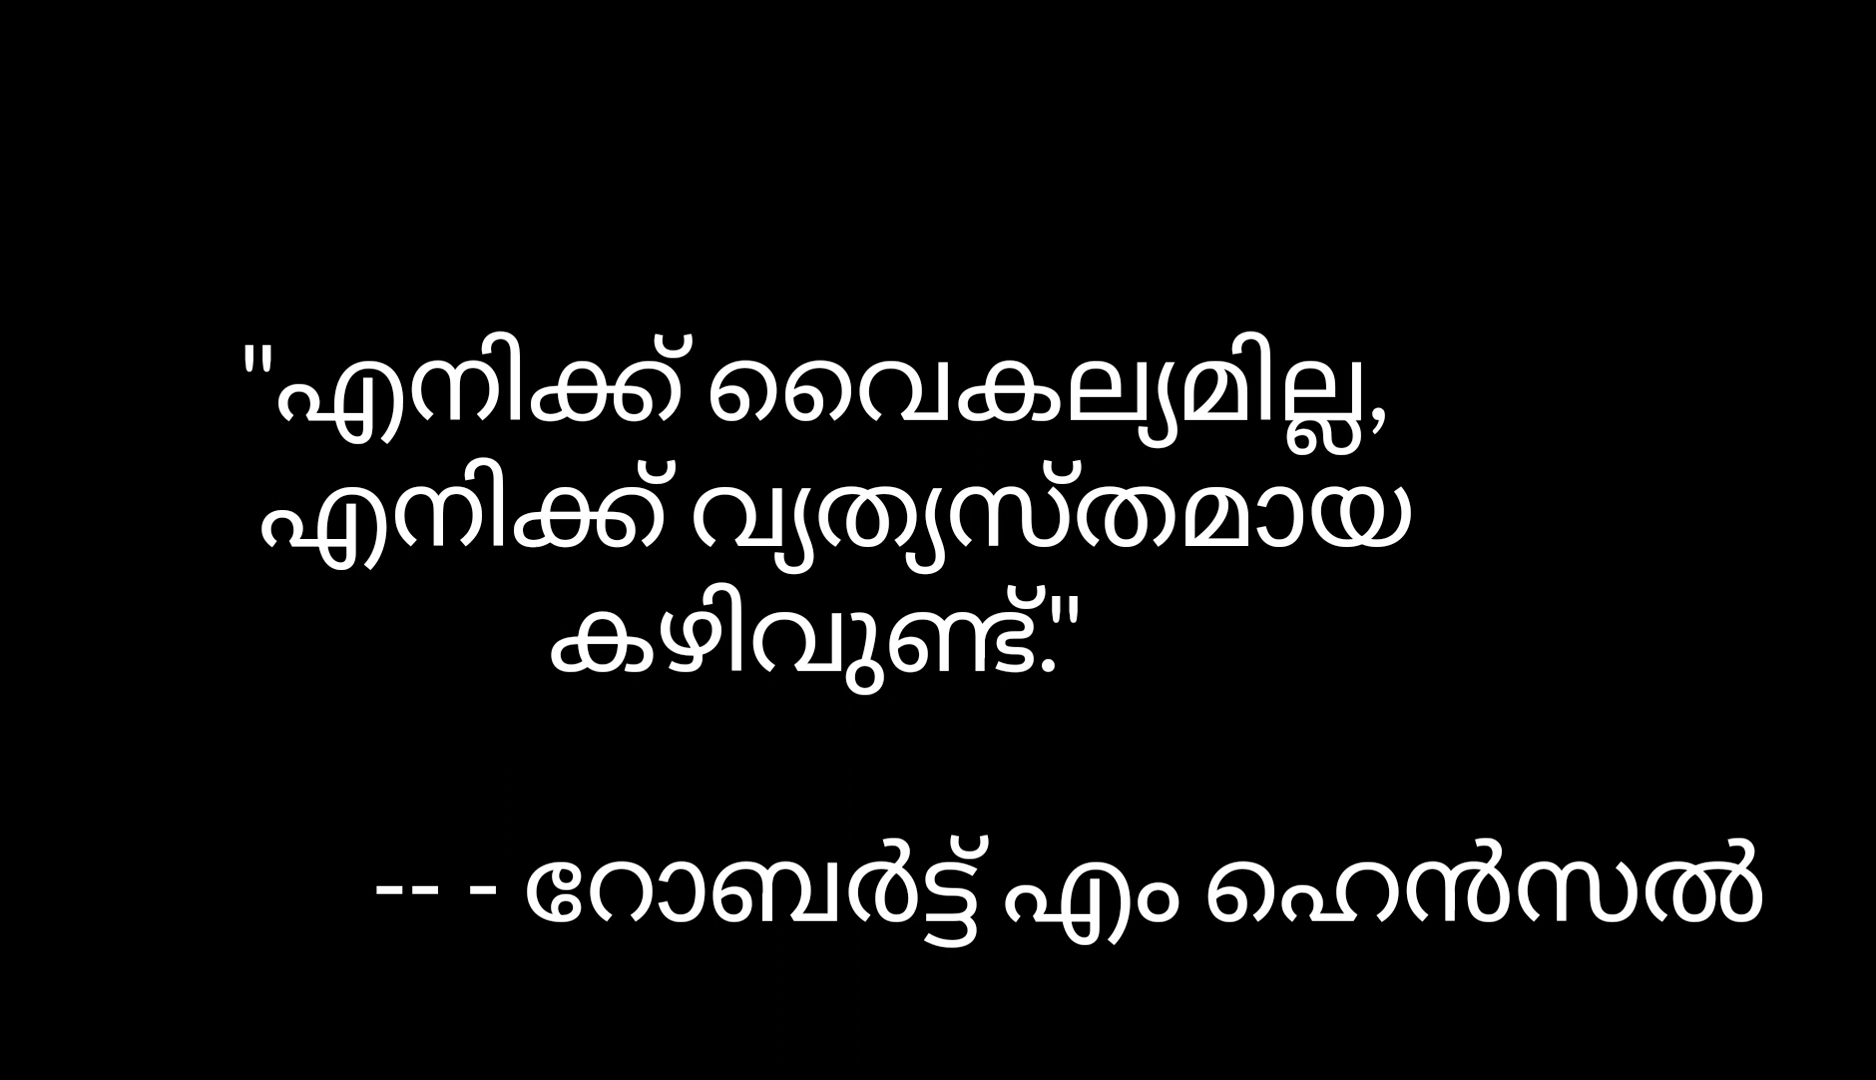 "എനിക്ക് വൈകല്യമില്ല,
എനിക്ക് വ്യത്യസ്തമായ
കഴിവുണ്ട്."
-- - റോബർട്ട് എം ഹെൻസൽ